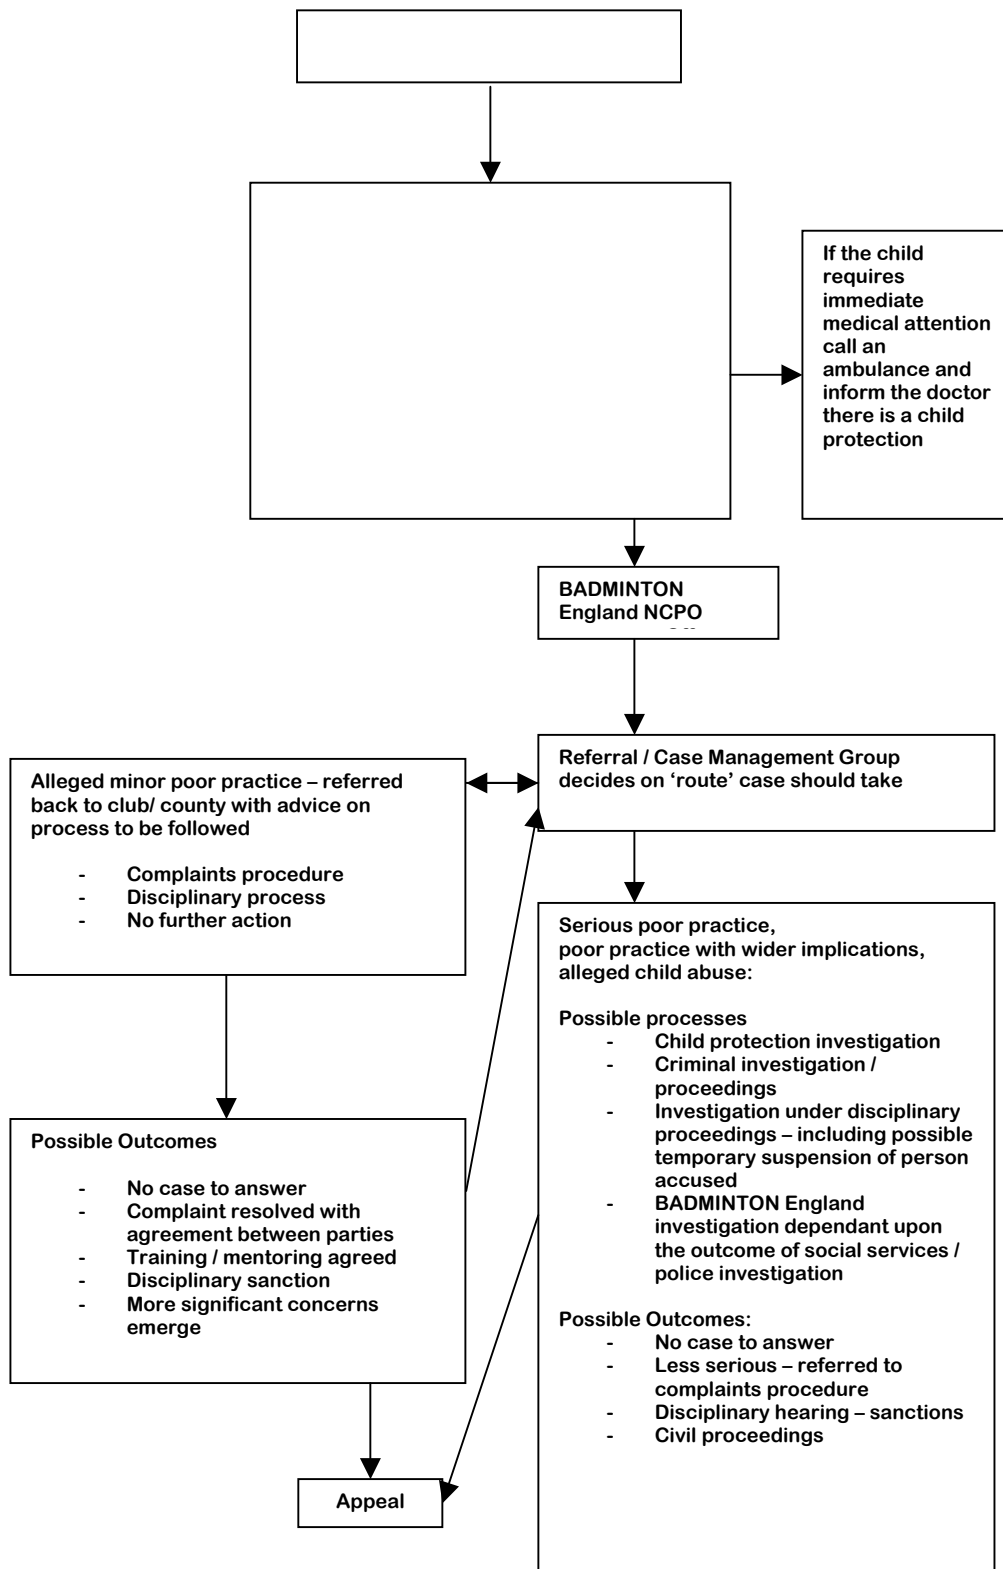 If the child
requires
immediate
medical attention
call an
ambulance and
inform the doctor
there is a child
protection
BADMINTON
England NCPO
Referral / Case Management Group
decides on ‘route’ case should take
Alleged minor poor practice – referred
back to club/ county with advice on
process to be followed
- Complaints procedure
- Disciplinary process
- No further action
Serious poor practice,
poor practice with wider implications,
alleged child abuse:
Possible processes
- Child protection investigation
- Criminal investigation /
proceedings
- Investigation under disciplinary
proceedings – including possible
temporary suspension of person
accused
- BADMINTON England
investigation dependant upon
the outcome of social services /
police investigation
Possible Outcomes:
- No case to answer
- Less serious – referred to
complaints procedure
- Disciplinary hearing – sanctions
- Civil proceedings
Possible Outcomes
- No case to answer
- Complaint resolved with
agreement between parties
- Training / mentoring agreed
- Disciplinary sanction
- More significant concerns
emerge
Appeal